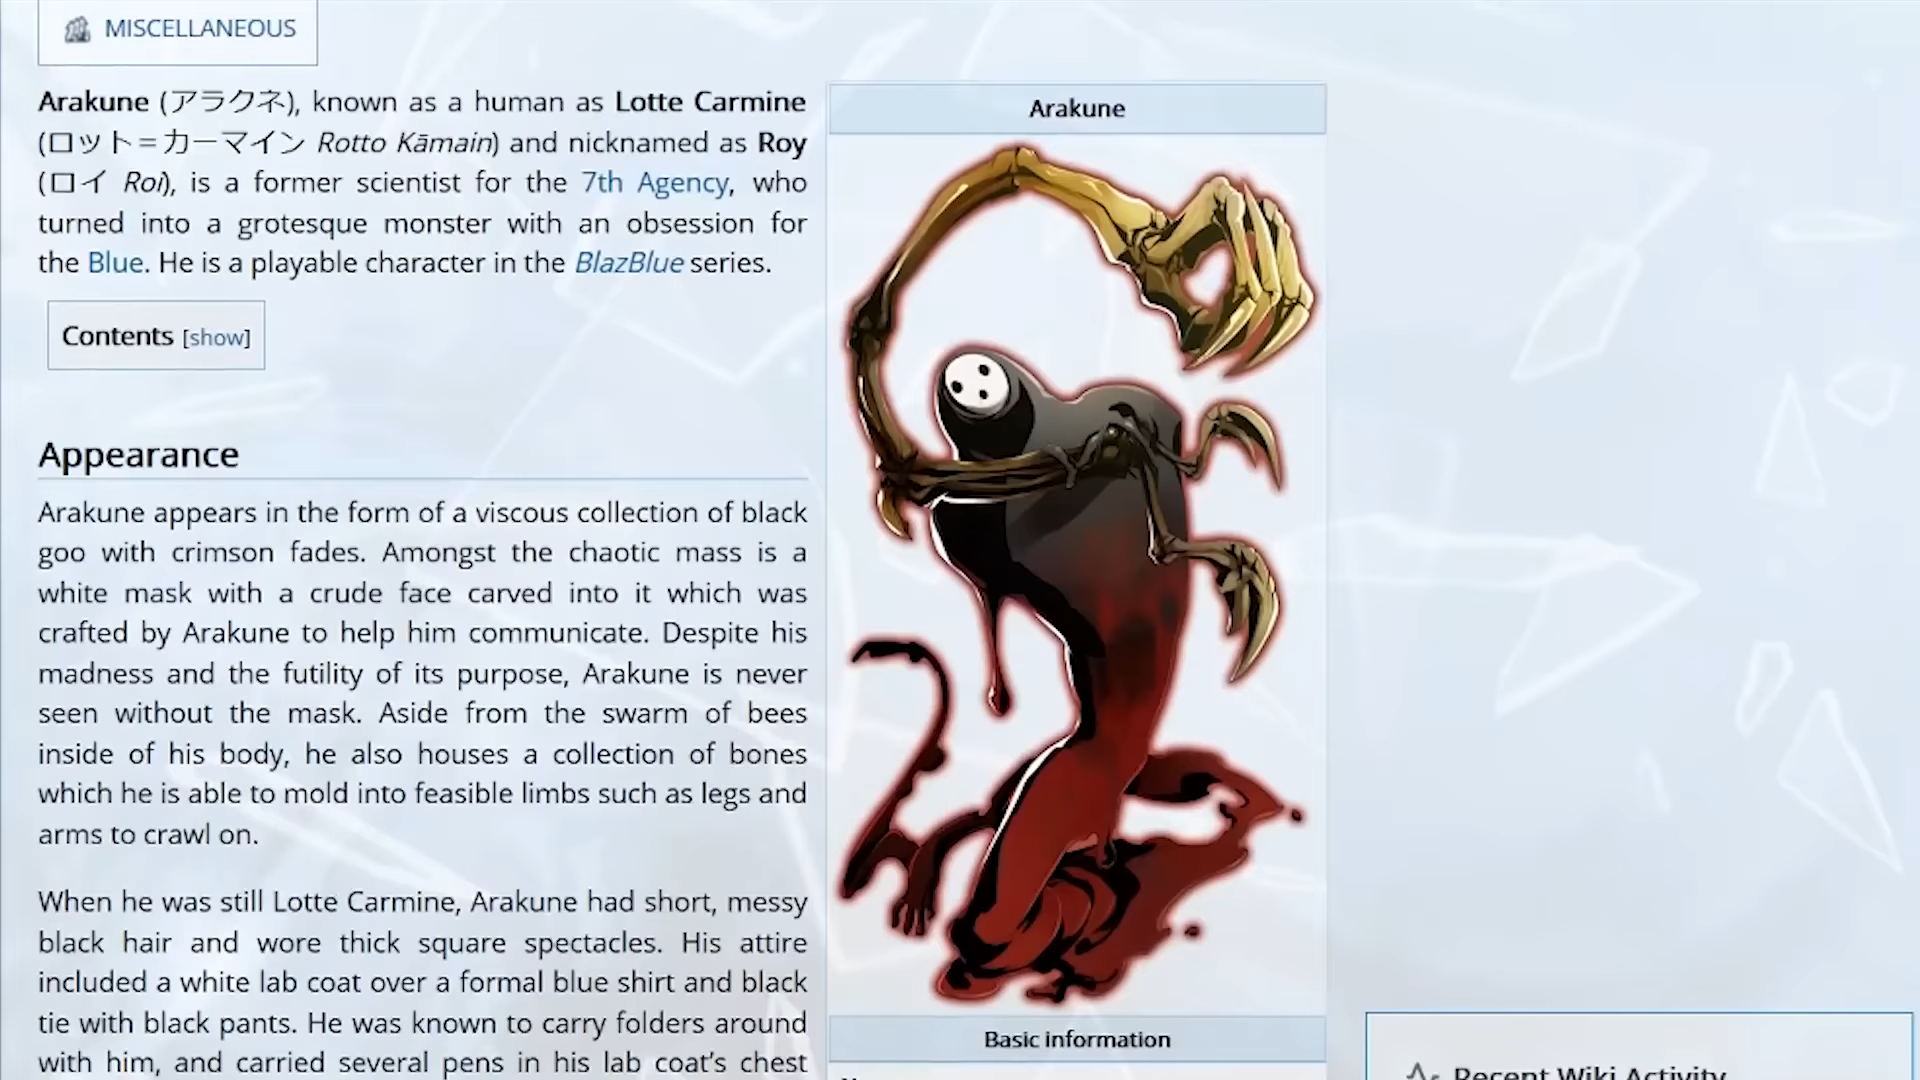 MISCELLANEOUS
Arakune (アラクネ), known as a human as Lotte Carmine
(ロット=カーマイン Rotto Kāmain) and nicknamed as Roy
(ロイ Roi), is a former scientist for the 7th Agency, who
turned into a grotesque monster with an obsession for
the Blue. He is a playable character in the BlazBlue series.
Contents [show]
Appearance
Arakune appears in the form of a viscous collection of black
goo with crimson fades. Amongst the chaotic mass is a
white mask with a crude face carved into it which was
crafted by Arakune to help him communicate. Despite his
madness and the futility of its purpose, Arakune is never
seen without the mask. Aside from the swarm of bees
inside of his body, he also houses a collection of bones
which he is able to mold into feasible limbs such as legs and
arms to crawl on.
When he was still Lotte Carmine, Arakune had short, messy
black hair and wore thick square spectacles. His attire
included a white lab coat over a formal blue shirt and black
tie with black pants. He was known to carry folders around
with him, and carried several pens in his lab coat's chest
Arakune
Basic information
Recent Wiki Activity